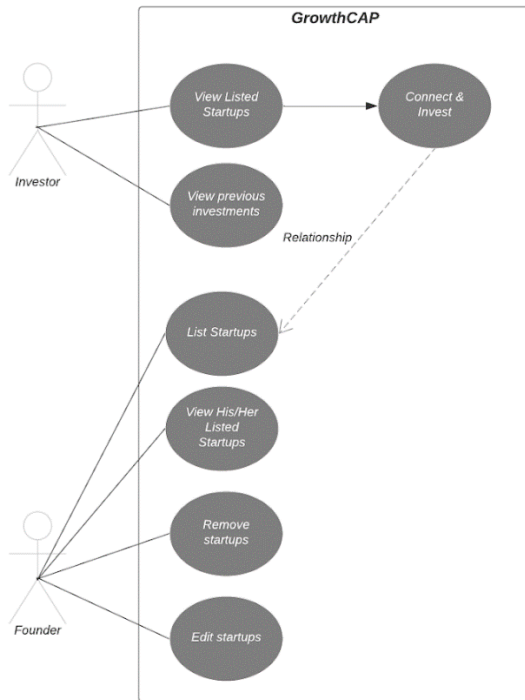 GrowthCAP
View Listed
Startups
Connect &
Invest
Investor
View previous
investments
Relationship
List Startups
View His/Her
Listed
Startups
Remove
startups
Founder
Edit startups